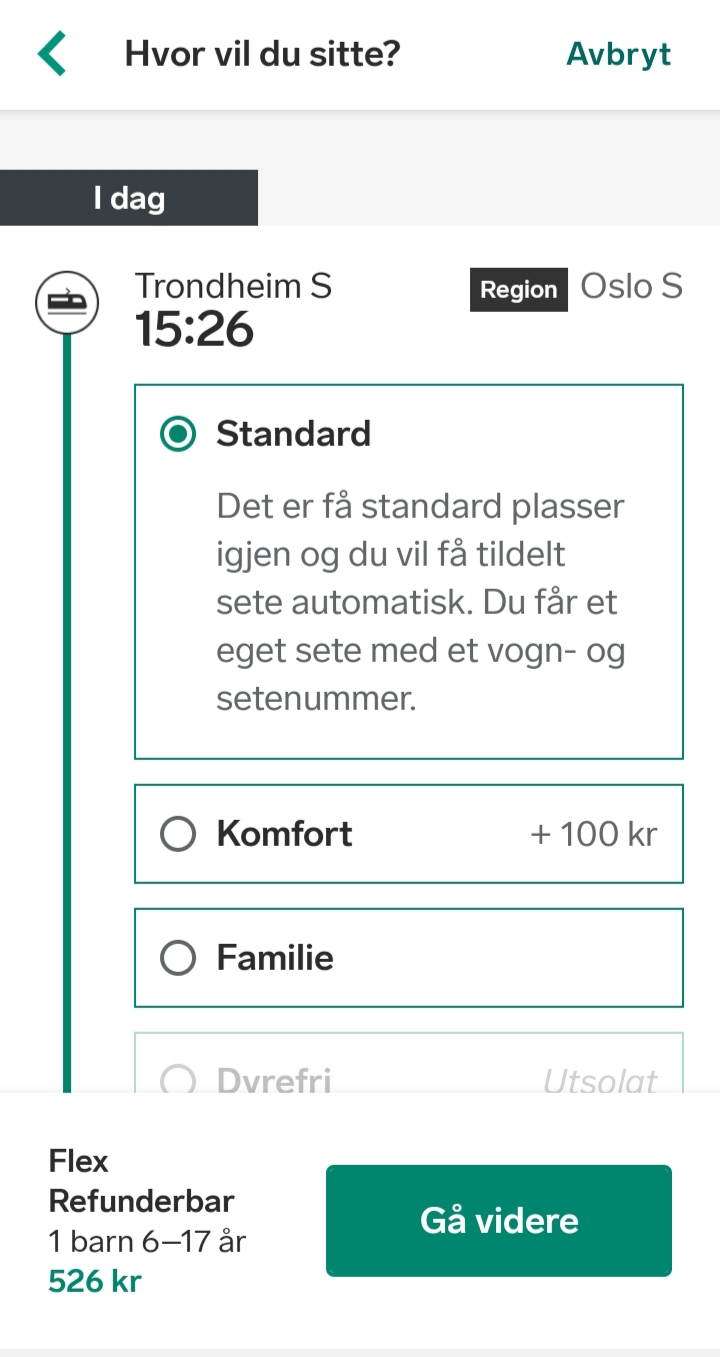 Hvor vil du sitte?
Avbryt
I dag
Trondheim S
Region Oslo S
15:26
Standard
Det er få standard plasser
igjen og du vil få tildelt
sete automatisk. Du får et
eget sete med et vogn- og
setenummer.
Komfort + 100 kr
Familie
Dyrefri Utsolgt
Flex
Refunderbar
1 barn 6–17 år
526 kr
Gå videre